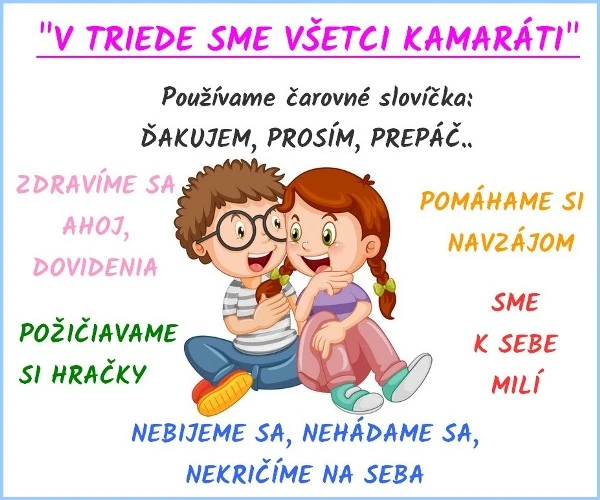 "V TRIEDE SME VŠETCI KAMARÁTI"
Používame čarovné slovíčka:
ĎAKUJEM, PROSÍM, PREPÁČ..
ZDRAVÍME SA
AHOJ,
DOVIDENIA
POMÁHAME SI
NAVZÁJOM
POŽIČIAVAME
SI HRAČKY
SME
K SEBE
MILÍ
NEBIJEME SA, NEHÁDAME SA,
NEKRIČÍME NA SEBA